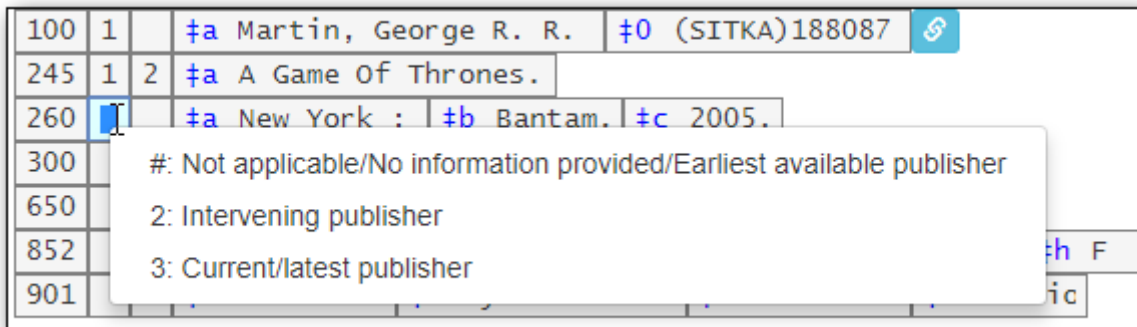 100 1 ‡a Martin, George R. R. ‡0 (SITKA)188087
245 1 2 ‡a A Game Of Thrones.
260 ‡a New York : ‡b Bantam. ‡c 2005.
#: Not applicable/No information provided/Earliest available publisher
300
2: Intervening publisher
650
852 ‡h F
3: Current/latest publisher
901